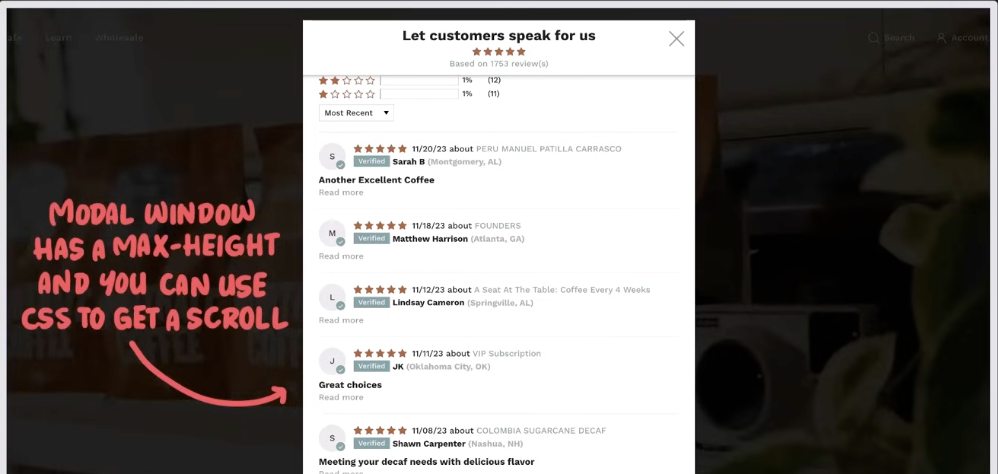 Learn
Wholesale
Search
Account
Let customers speak for us
Based on 1753 review(s)
1% (12)
1% (11)
Most Recent
S
11/20/23 about PERU MANUEL PATILLA CARRASCO
Verified Sarah B (Montgomery, AL)
Another Excellent Coffee
Read more
M
11/18/23 about FOUNDERS
Verified Matthew Harrison (Atlanta, GA)
Read more
L
11/12/23 about A Seat At The Table: Coffee Every 4 Weeks
Verified Lindsay Cameron (Springville, AL)
Read more
J
11/11/23 about VIP Subscription
Verified JK (Oklahoma City, OK)
Great choices
Read more
S
11/08/23 about COLOMBIA SUGARCANE DECAF
Verified Shawn Carpenter (Nashua, NH)
Meeting your decaf needs with delicious flavor
Read more
MODAL WINDOW
HAS A MAX-HEIGHT
AND YOU CAN USE
CSS TO GET A SCROLL